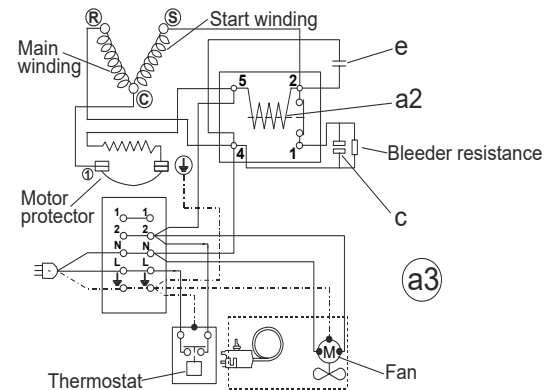 R
S
Start winding
Main
winding
C
e
5
2
a2
4
1
Bleeder resistance
1
Motor
protector
c
1
1
2
2
N
N
L
L
a3
M
Fan
Thermostat